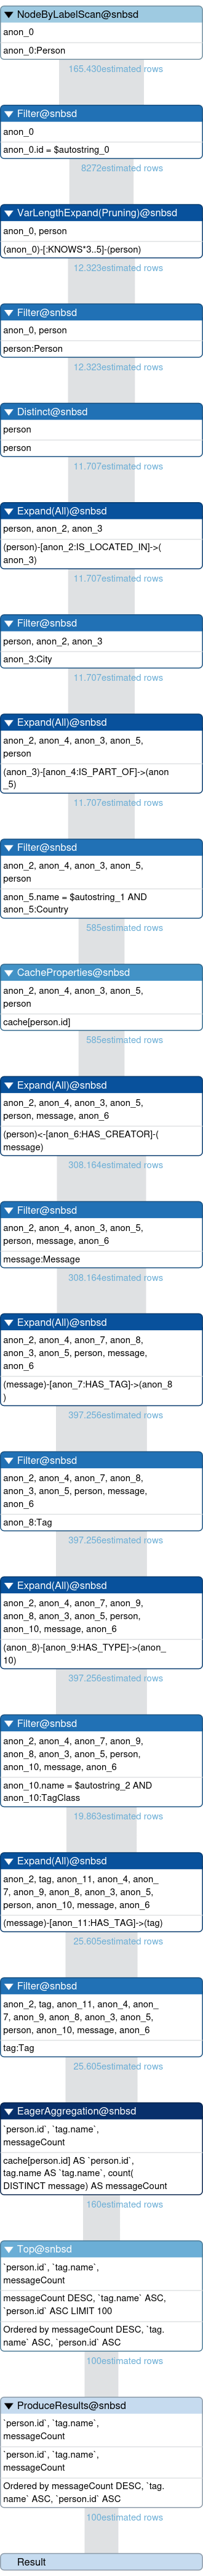 NodeByLabelScan@snbsd
anon_0
anon_0:Person
165.430estimated rows
Filter@snbsd
anon_0
anon_0.id = $autostring_0
8272estimated rows
VarLengthExpand(Pruning)@snbsd
anon_0, person
(anon_0)-[:KNOWS*3..5]-(person)
12.323estimated rows
Filter@snbsd
anon_0, person
person:Person
12.323estimated rows
Distinct@snbsd
person
person
11.707estimated rows
Expand(All)@snbsd
person, anon_2, anon_3
(person)-[anon_2:IS_LOCATED_IN]->(
anon_3)
11.707estimated rows
Filter@snbsd
person, anon_2, anon_3
anon_3:City
11.707estimated rows
Expand(All)@snbsd
anon_2, anon_4, anon_3, anon_5,
person
(anon_3)-[anon_4:IS_PART_OF]->(anon
_5)
11.707estimated rows
Filter@snbsd
anon_2, anon_4, anon_3, anon_5,
person
anon_5.name = $autostring_1 AND
anon_5:Country
585estimated rows
CacheProperties@snbsd
anon_2, anon_4, anon_3, anon_5,
person
cache[person.id]
585estimated rows
Expand(All)@snbsd
anon_2, anon_4, anon_3, anon_5,
person, message, anon_6
(person)<-[anon_6:HAS_CREATOR]-(
message)
308.164estimated rows
Filter@snbsd
anon_2, anon_4, anon_3, anon_5,
person, message, anon_6
message:Message
308.164estimated rows
Expand(All)@snbsd
anon_2, anon_4, anon_7, anon_8,
anon_3, anon_5, person, message,
anon_6
(message)-[anon_7:HAS_TAG]->(anon_8
)
397.256estimated rows
Filter@snbsd
anon_2, anon_4, anon_7, anon_8,
anon_3, anon_5, person, message,
anon_6
anon_8:Tag
397.256estimated rows
Expand(All)@snbsd
anon_2, anon_4, anon_7, anon_9,
anon_8, anon_3, anon_5, person,
anon_10, message, anon_6
(anon_8)-[anon_9:HAS_TYPE]->(anon_
10)
397.256estimated rows
Filter@snbsd
anon_2, anon_4, anon_7, anon_9,
anon_8, anon_3, anon_5, person,
anon_10, message, anon_6
anon_10.name = $autostring_2 AND
anon_10:TagClass
19.863estimated rows
Expand(All)@snbsd
anon_2, tag, anon_11, anon_4, anon_
7, anon_9, anon_8, anon_3, anon_5,
person, anon_10, message, anon_6
(message)-[anon_11:HAS_TAG]->(tag)
25.605estimated rows
Filter@snbsd
anon_2, tag, anon_11, anon_4, anon_
7, anon_9, anon_8, anon_3, anon_5,
person, anon_10, message, anon_6
tag:Tag
25.605estimated rows
EagerAggregation@snbsd
`person.id`, `tag.name`,
messageCount
cache[person.id] AS `person.id`,
tag.name AS `tag.name`, count(
DISTINCT message) AS messageCount
160estimated rows
Top@snbsd
`person.id`, `tag.name`,
messageCount
messageCount DESC, `tag.name` ASC,
`person.id` ASC LIMIT 100
Ordered by messageCount DESC, `tag.
name` ASC, `person.id` ASC
100estimated rows
ProduceResults@snbsd
`person.id`, `tag.name`,
messageCount
`person.id`, `tag.name`,
messageCount
Ordered by messageCount DESC, `tag.
name` ASC, `person.id` ASC
100estimated rows
Result